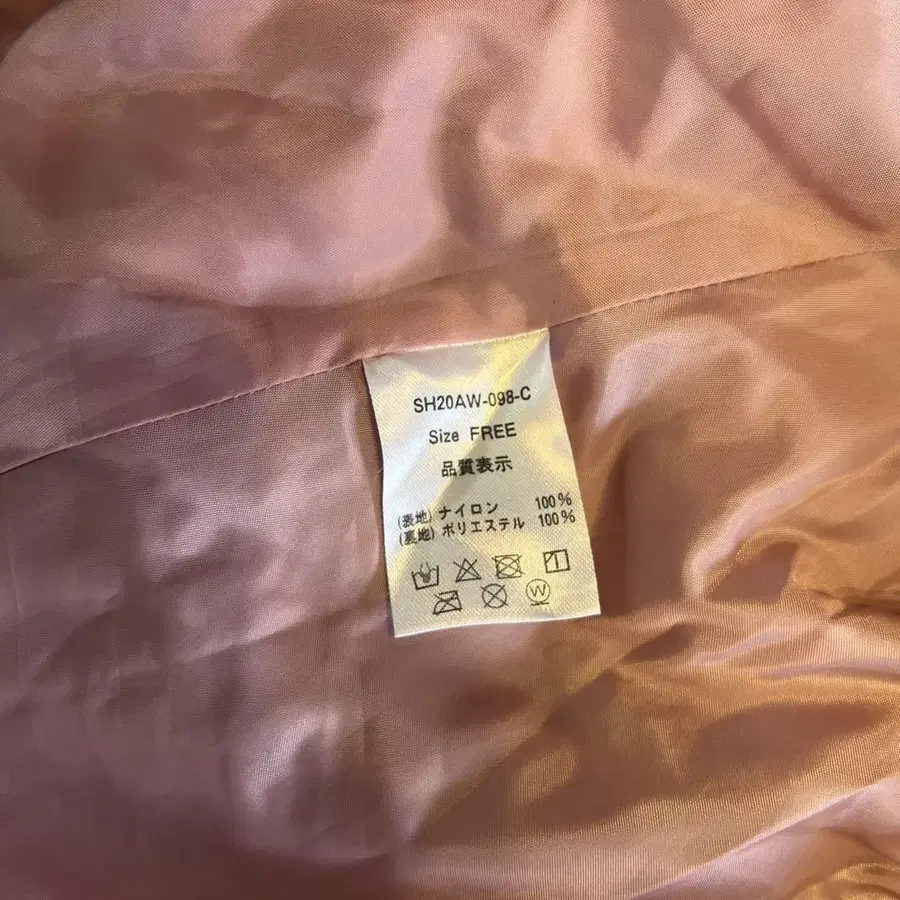 SH20AW-098-C
Size FREE
品質表示
(表地) ナイロン 100%
(裏地) ポリエステル 100%
W